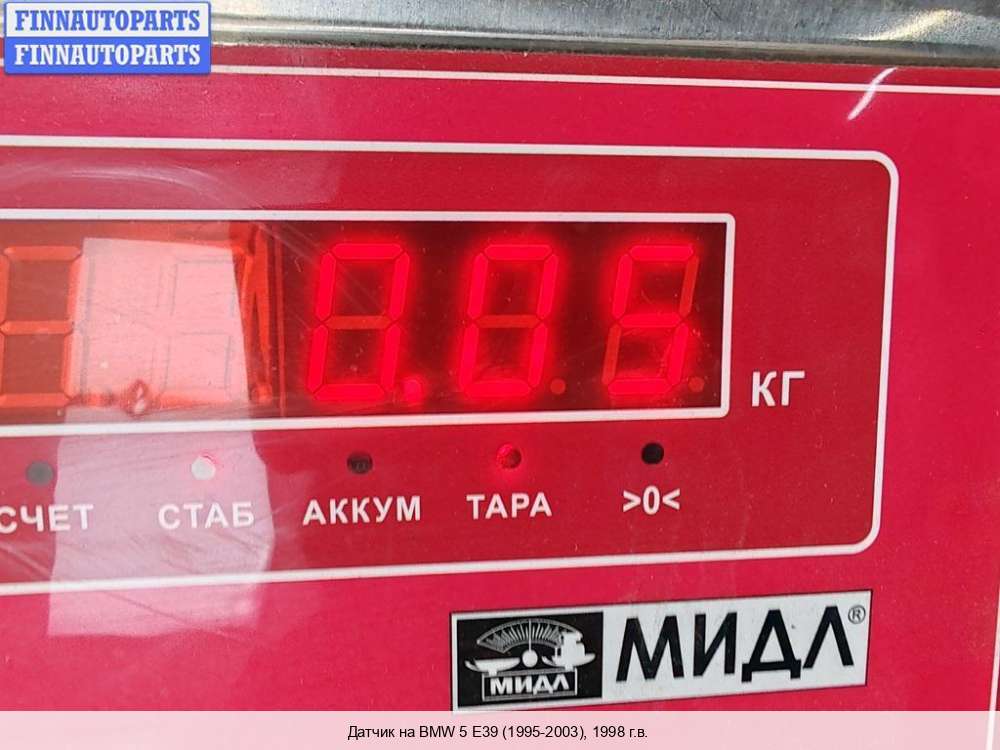 FINNAUTOPARTS
FINNAUTOPARTS
0.05
КГ
СЧЕТ СТАБ АККУМ ТАРА >0<
МИДЛ МИДЛ®
Датчик на BMW 5 E39 (1995-2003), 1998 г.в.